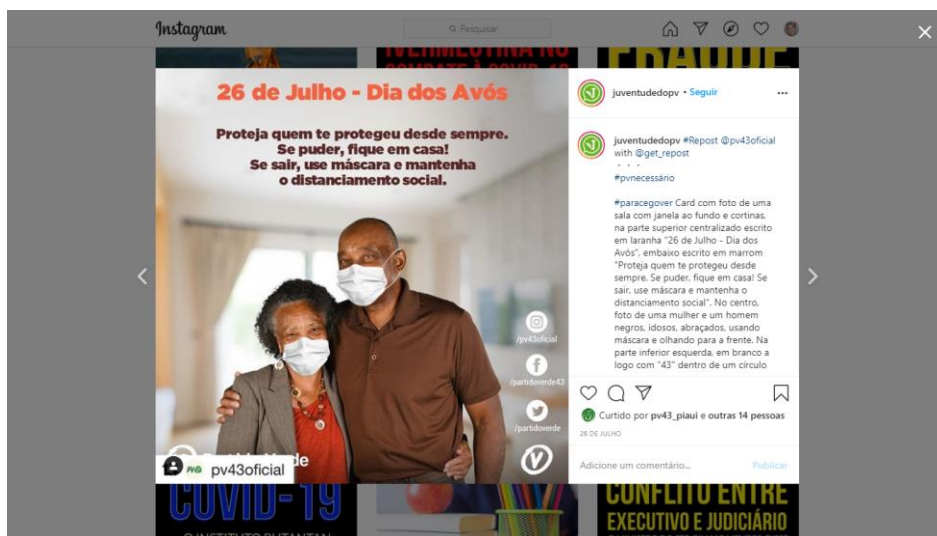 Instagram
Pesquisar
IVERMECTINA NO
COMBATE À COVID-19
FRAUDE
26 de Julho - Dia dos Avós
Proteja quem te protegeu desde sempre.
Se puder, fique em casa!
Se sair, use máscara e mantenha
o distanciamento social.
/pv43oficial
/partidoverde43
/partidoverde
de
pv43oficial
juventudedopv • Seguir
juventudedopv #Repost @pv43oficial
with @get_repost
#pvnecessário
#paracegover Card com foto de uma
sala com janela ao fundo e cortinas,
na parte superior centralizado escrito
em laranha "26 de Julho - Dia dos
Avós", embaixo escrito em marrom
"Proteja quem te protegeu desde
sempre. Se puder, fique em casa! Se
sair, use máscara e mantenha o
distanciamento social". No centro,
foto de uma mulher e um homem
negros, idosos, abraçados, usando
máscara e olhando para a frente. Na
parte inferior esquerda, em branco a
logo com "43" dentro de um círculo
Curtido por pv43_piaui e outras 14 pessoas
26 DE JULHO
Adicione um comentário...
Publicar
COVID-19
O INSTITUTO BUTANTAN
CONFLITO ENTRE
EXECUTIVO E JUDICIÁRIO